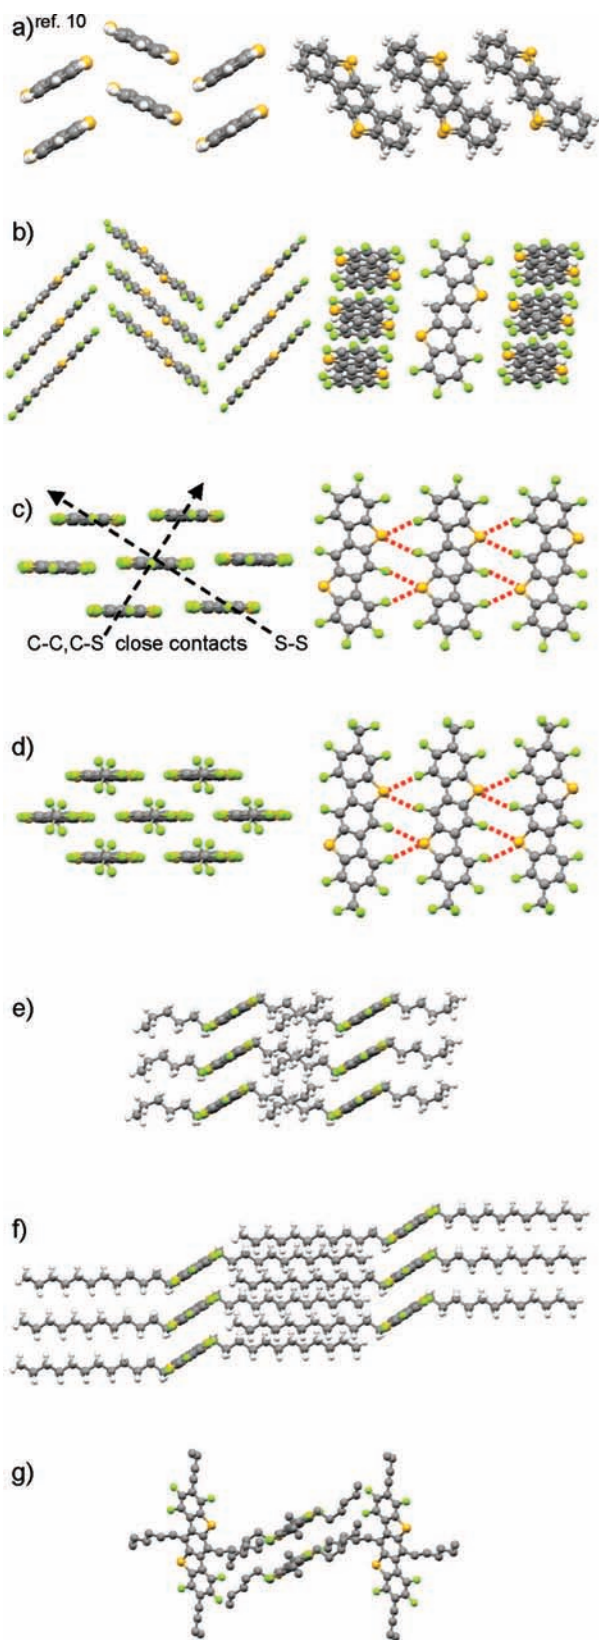 a) ref. 10
b)
c)
C-C,C-S close contacts S-S
d)
e)
f)
g)